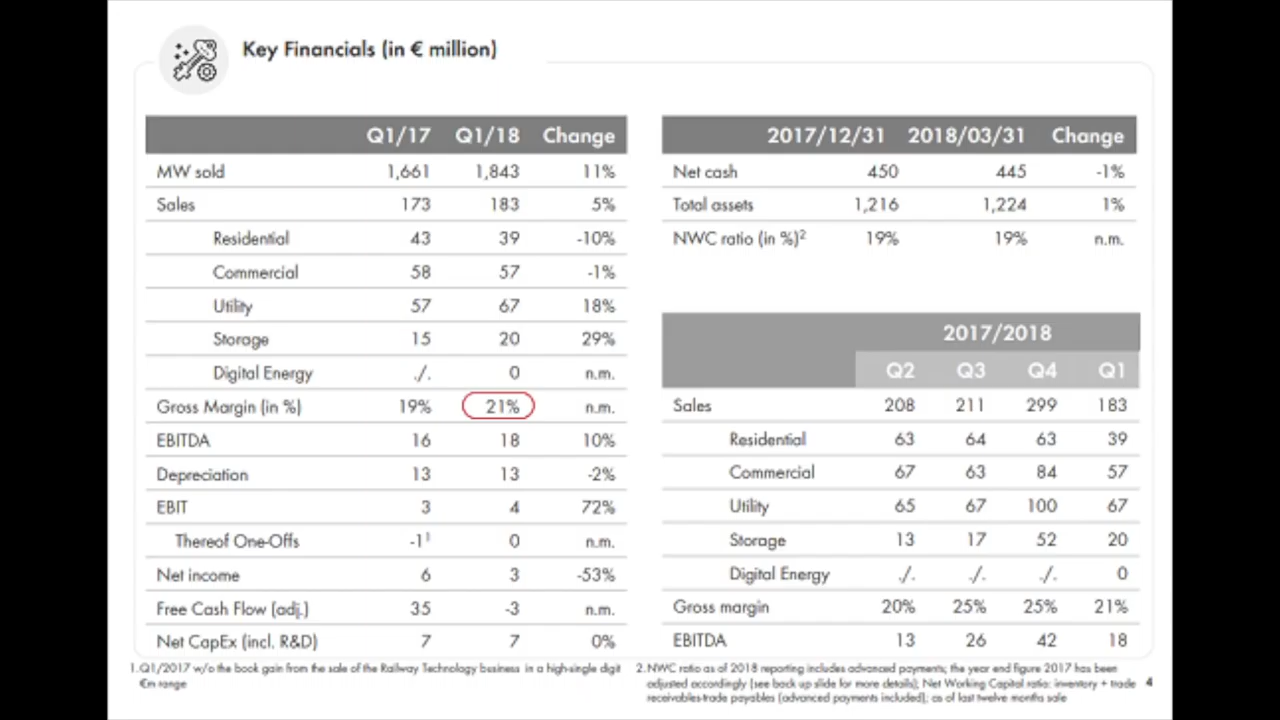 Key Financials (in € million)
Q1/17 Q1/18 Change
MW sold 1,661 1,843 11%
Sales 173 183 5%
Residential 43 39 -10%
Commercial 58 57 -1%
Utility 57 67 18%
Storage 15 20 29%
Digital Energy ./. 0 n.m.
Gross Margin (in %) 19% 21% n.m.
EBITDA 16 18 10%
Depreciation 13 13 -2%
EBIT 3 4 72%
Thereof One-Offs -1¹ 0 n.m.
Net income 6 3 -53%
Free Cash Flow (adj.) 35 -3 n.m.
Net CapEx (incl. R&D) 7 7 0%
1.Q1/2017 w/o the book gain from the sale of the Railway Technology business in a high-single digit
€m range
2017/12/31 2018/03/31 Change
Net cash 450 445 -1%
Total assets 1,216 1,224 1%
NWC ratio (in %)² 19% 19% n.m.
2017/2018
Q2 Q3 Q4 Q1
Sales 208 211 299 183
Residential 63 64 63 39
Commercial 67 63 84 57
Utility 65 67 100 67
Storage 13 17 52 20
Digital Energy ./. ./. ./. 0
Gross margin 20% 25% 25% 21%
EBITDA 13 26 42 18
2.NWC ratio as of 2018 reporting includes advanced payments; the year end figure 2017 has been
adjusted accordingly (see back up slide for more details); Net Working Capital ratio: inventory + trade
receivables-trade payables (advanced payments included); as of last twelve months sale
4